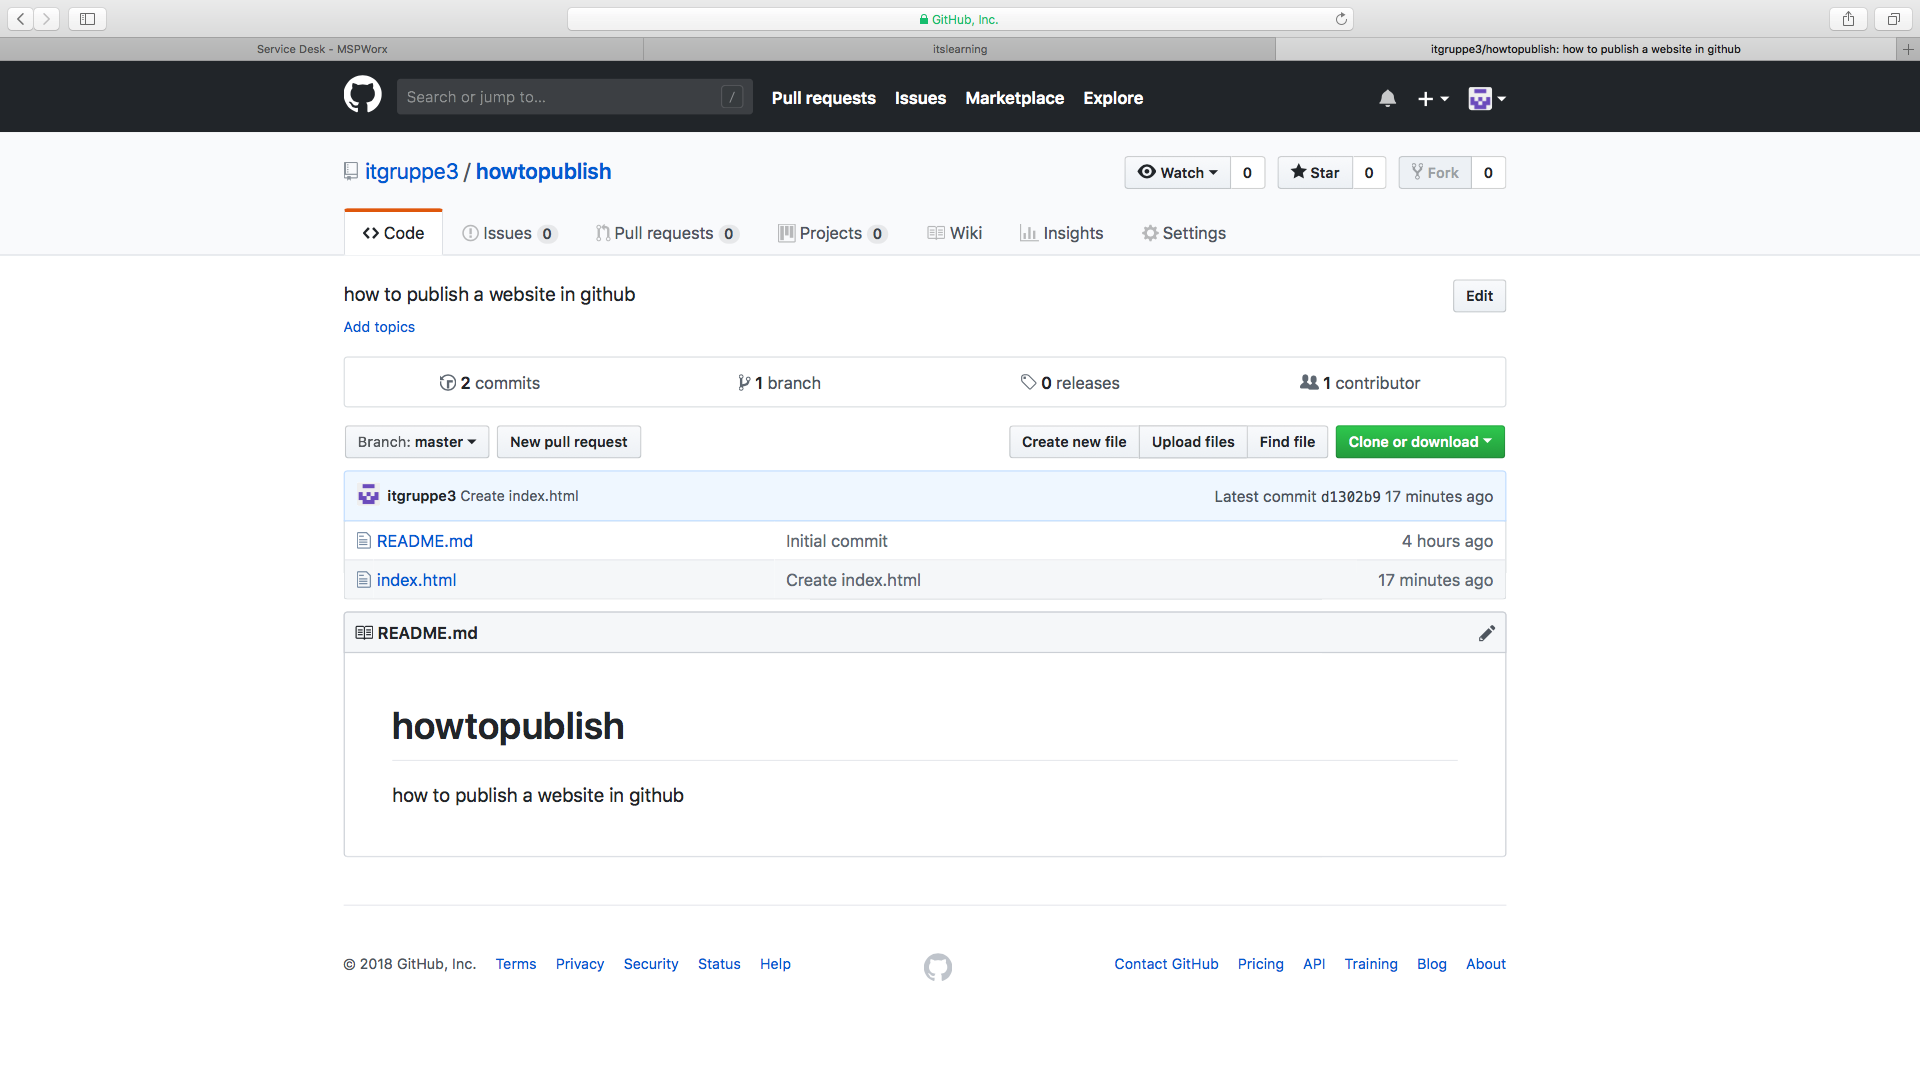 GitHub, Inc.
Service Desk - MSPWorx
itslearning
itgruppe3/howtopublish: how to publish a website in github
Search or jump to... /
Pull requests Issues Marketplace Explore
itgruppe3 / howtopublish
Watch 0 Star 0 Fork 0
Code Issues 0 Pull requests 0 Projects 0 Wiki Insights Settings
how to publish a website in github
Edit
Add topics
2 commits 1 branch 0 releases 1 contributor
Branch: master New pull request Create new file Upload files Find file Clone or download
itgruppe3 Create index.html Latest commit d1302b9 17 minutes ago
README.md Initial commit 4 hours ago
index.html Create index.html 17 minutes ago
README.md
howtopublish
how to publish a website in github
© 2018 GitHub, Inc. Terms Privacy Security Status Help Contact GitHub Pricing API Training Blog About